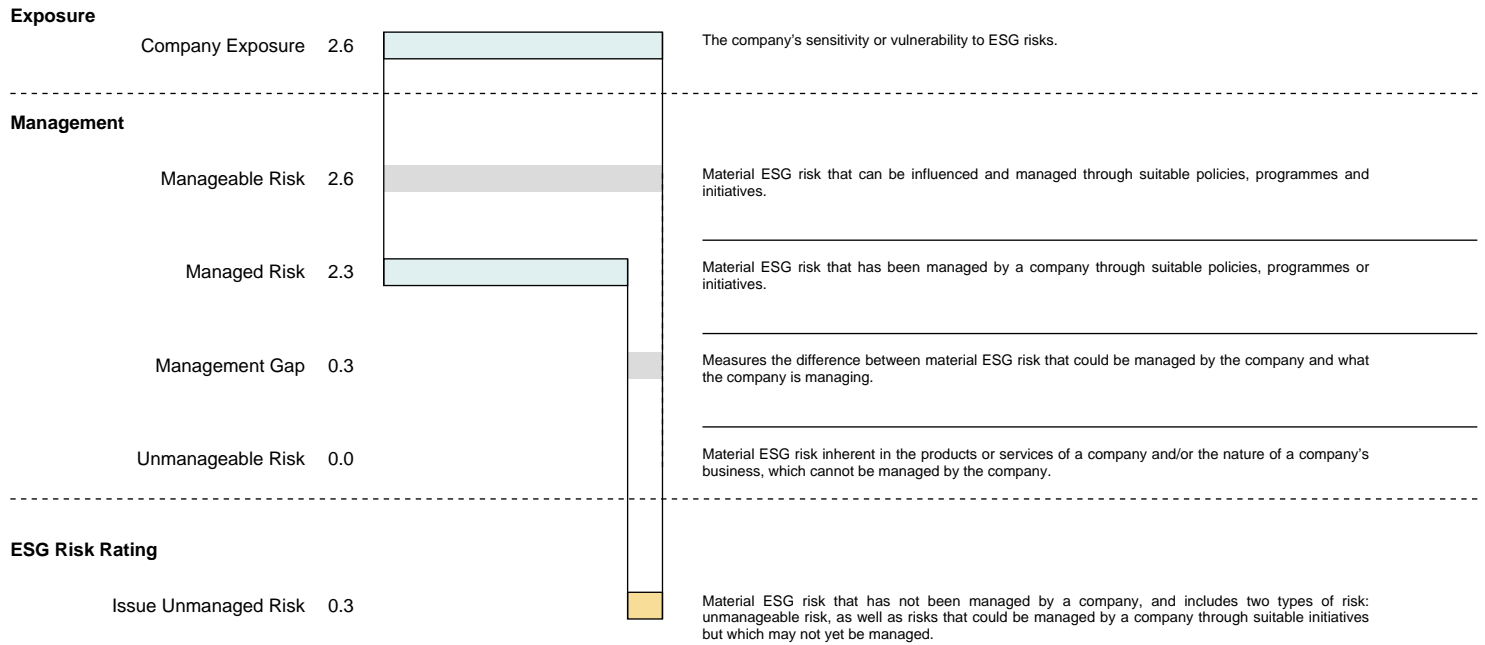 Exposure
Company Exposure 2.6
The company’s sensitivity or vulnerability to ESG risks.
Management
Manageable Risk 2.6
Material ESG risk that can be influenced and managed through suitable policies, programmes and
initiatives.
Managed Risk 2.3
Material ESG risk that has been managed by a company through suitable policies, programmes or
initiatives.
Management Gap 0.3
Measures the difference between material ESG risk that could be managed by the company and what
the company is managing.
Unmanageable Risk 0.0
Material ESG risk inherent in the products or services of a company and/or the nature of a company’s
business, which cannot be managed by the company.
ESG Risk Rating
Issue Unmanaged Risk 0.3
Material ESG risk that has not been managed by a company, and includes two types of risk:
unmanageable risk, as well as risks that could be managed by a company through suitable initiatives
but which may not yet be managed.